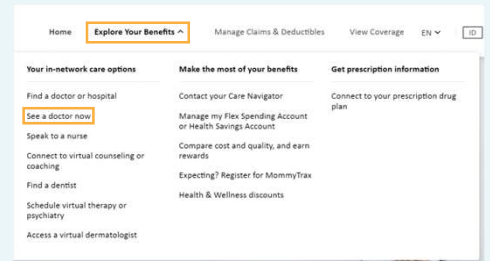 Home Explore Your Benefits Manage Claims & Deductibles View Coverage EN ID
Your in-network care options
Find a doctor or hospital
See a doctor now
Speak to a nurse
Connect to virtual counseling or
coaching
Find a dentist
Schedule virtual therapy or
psychiatry
Access a virtual dermatologist
Make the most of your benefits
Contact your Care Navigator
Manage my Flex Spending Account
or Health Savings Account
Compare cost and quality, and earn
rewards
Expecting? Register for MommyTrax
Health & Wellness discounts
Get prescription information
Connect to your prescription drug
plan